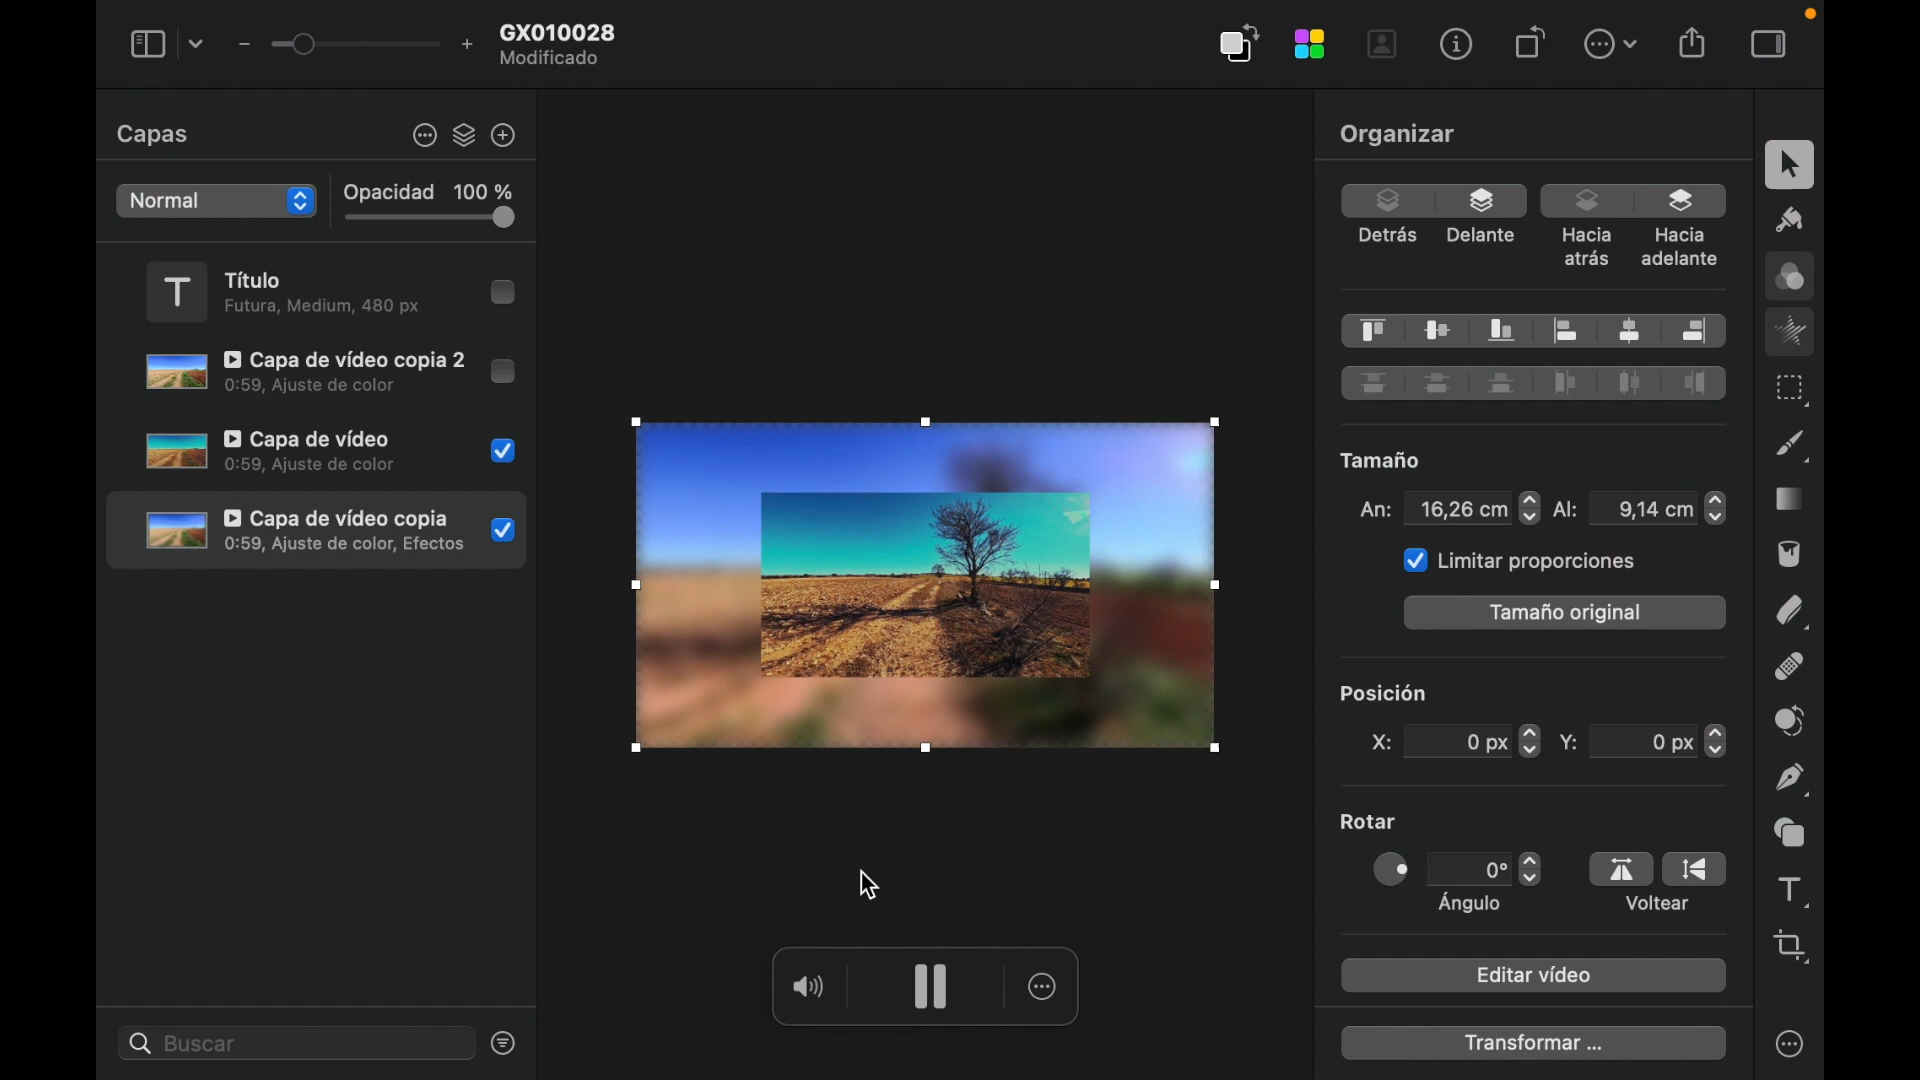 GX010028
Modificado
Capas
Normal
Opacidad 100 %
Título
Futura, Medium, 480 px
Capa de vídeo copia 2
0:59, Ajuste de color
Capa de vídeo
0:59, Ajuste de color
Capa de vídeo copia
0:59, Ajuste de color, Efectos
Buscar
Organizar
Detrás Delante Hacia atrás Hacia adelante
Tamaño
An: 16,26 cm Al: 9,14 cm
Limitar proporciones
Tamaño original
Posición
X: 0 px Y: 0 px
Rotar
0°
Ángulo Voltear
Editar vídeo
Transformar ...